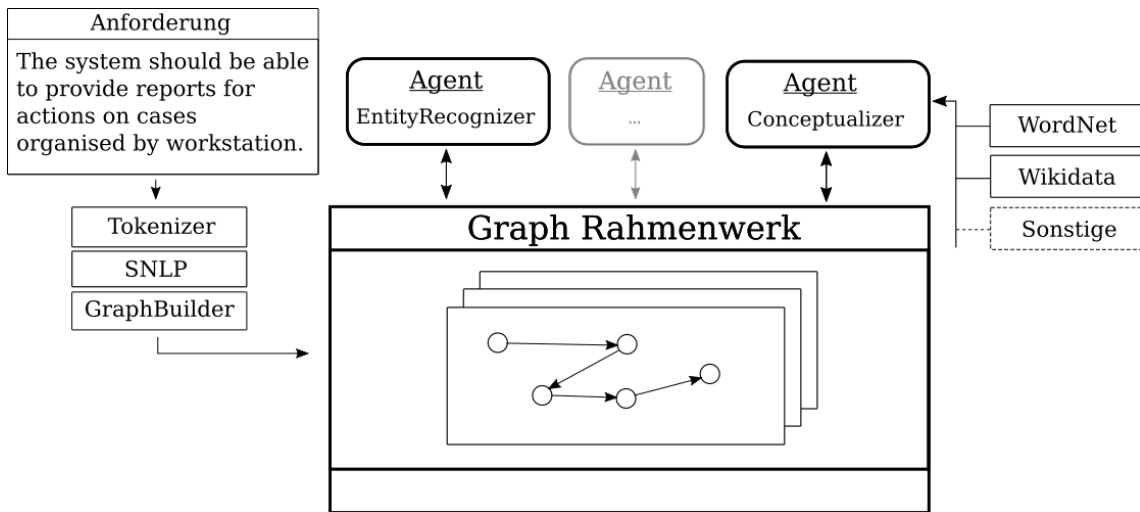 Anforderung
The system should be able
to provide reports for
actions on cases
organised by workstation.
Tokenizer
SNLP
GraphBuilder
Agent
EntityRecognizer
Agent
...
Agent
Conceptualizer
WordNet
Wikidata
Sonstige
Graph Rahmenwerk